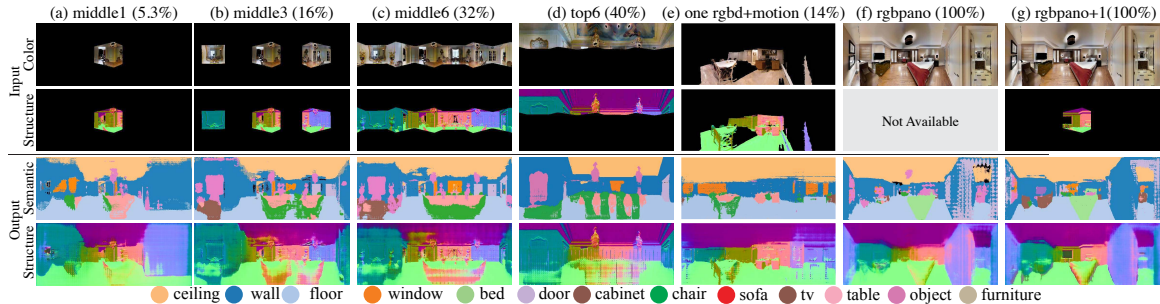 (a) middle1 (5.3%) (b) middle3 (16%) (c) middle6 (32%) (d) top6 (40%) (e) one rgbd+motion (14%) (f) rgbpano (100%) (g) rgbpano+1(100%)
Input
Color
Structure
Not Available
Output
Semantic
Structure
ceiling wall floor window bed door cabinet chair sofa tv table object furniture